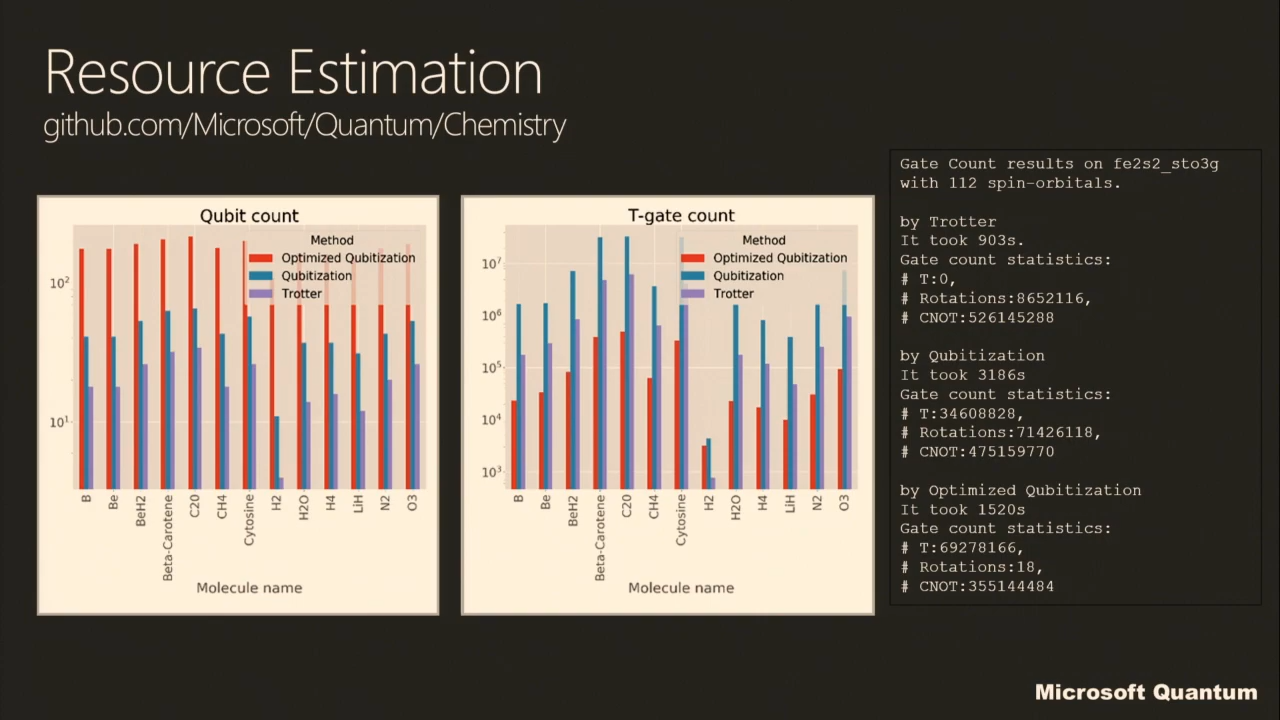 Resource Estimation
github.com/Microsoft/Quantum/Chemistry
Qubit count
Method
Optimized Qubitization
Qubitization
Trotter
10²
10¹
B
Be
BeH2
Beta-Carotene
C20
CH4
Cytosine
H2
H2O
H4
LiH
N2
O3
Molecule name
T-gate count
Method
Optimized Qubitization
Qubitization
Trotter
10⁷
10⁶
10⁵
10⁴
10³
B
Be
BeH2
Beta-Carotene
C20
CH4
Cytosine
H2
H2O
H4
LiH
N2
O3
Molecule name
Gate Count results on fe2s2_sto3g
with 112 spin-orbitals.
by Trotter
It took 903s.
Gate count statistics:
# T:0,
# Rotations:8652116,
# CNOT:526145288
by Qubitization
It took 3186s
Gate count statistics:
# T:34608828,
# Rotations:71426118,
# CNOT:475159770
by Optimized Qubitization
It took 1520s
Gate count statistics:
# T:69278166,
# Rotations:18,
# CNOT:355144484
Microsoft Quantum